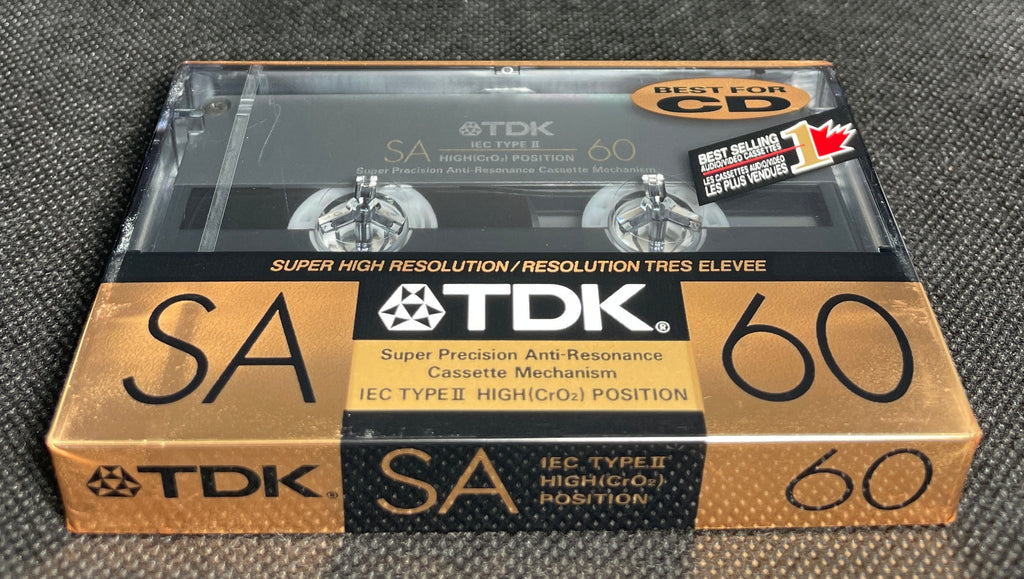 BEST FOR
CD
TDK
SA IEC TYPE II 60
HIGH(CrO₂) POSITION
Super Precision Anti-Resonance Cassette Mechanism
BEST SELLING 1
AUDIO/VIDEO CASSETTES
LES CASSETTES AUDIO/VIDÉO
LES PLUS VENDUES
SUPER HIGH RESOLUTION/RESOLUTION TRES ELEVEE
SA TDK® 60
Super Precision Anti-Resonance
Cassette Mechanism
IEC TYPE II HIGH(CrO₂) POSITION
TDK® SA IEC TYPE II 60
HIGH(CrO₂)
POSITION